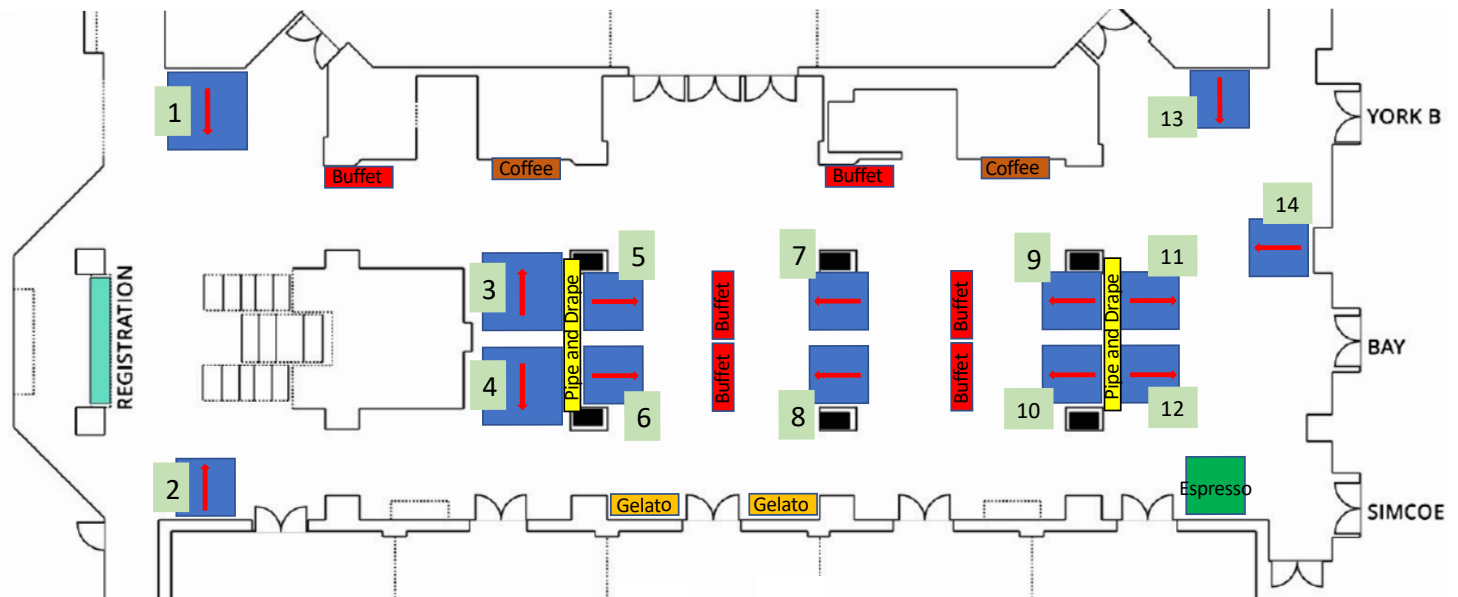 1
13
YORK B
Buffet
Coffee
Buffet
Coffee
14
REGISTRATION
3
Pipe and Drape
5
Buffet
7
Buffet
9
Pipe and Drape
11
BAY
4
6
Buffet
8
Buffet
10
12
2
Gelato
Gelato
Espresso
SIMCOE